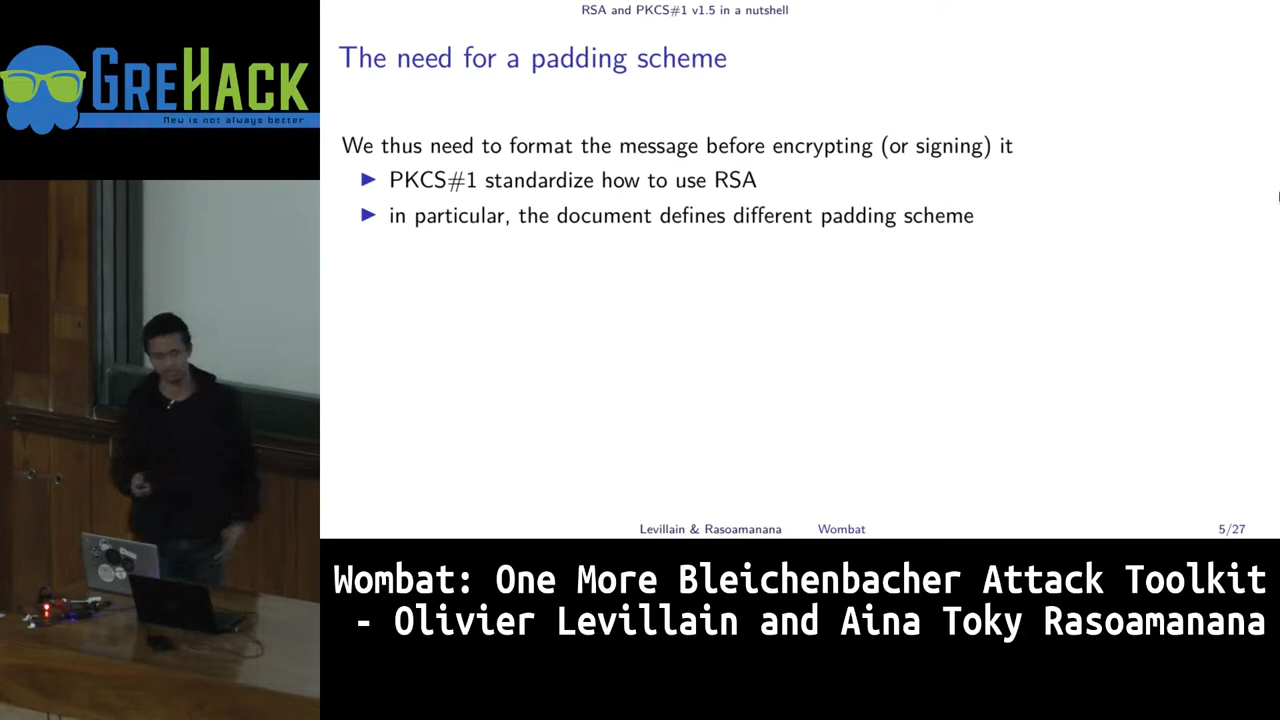 GREHACK
New is not always better
RSA and PKCS#1 v1.5 in a nutshell
The need for a padding scheme
We thus need to format the message before encrypting (or signing) it
▶ PKCS#1 standardize how to use RSA
▶ in particular, the document defines different padding scheme
Levillain & Rasoamanana Wombat 5/27
Wombat: One More Bleichenbacher Attack Toolkit
- Olivier Levillain and Aina Toky Rasoamanana